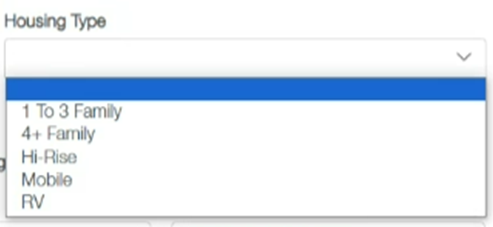 Housing Type
1 To 3 Family
4+ Family
Hi-Rise
Mobile
RV